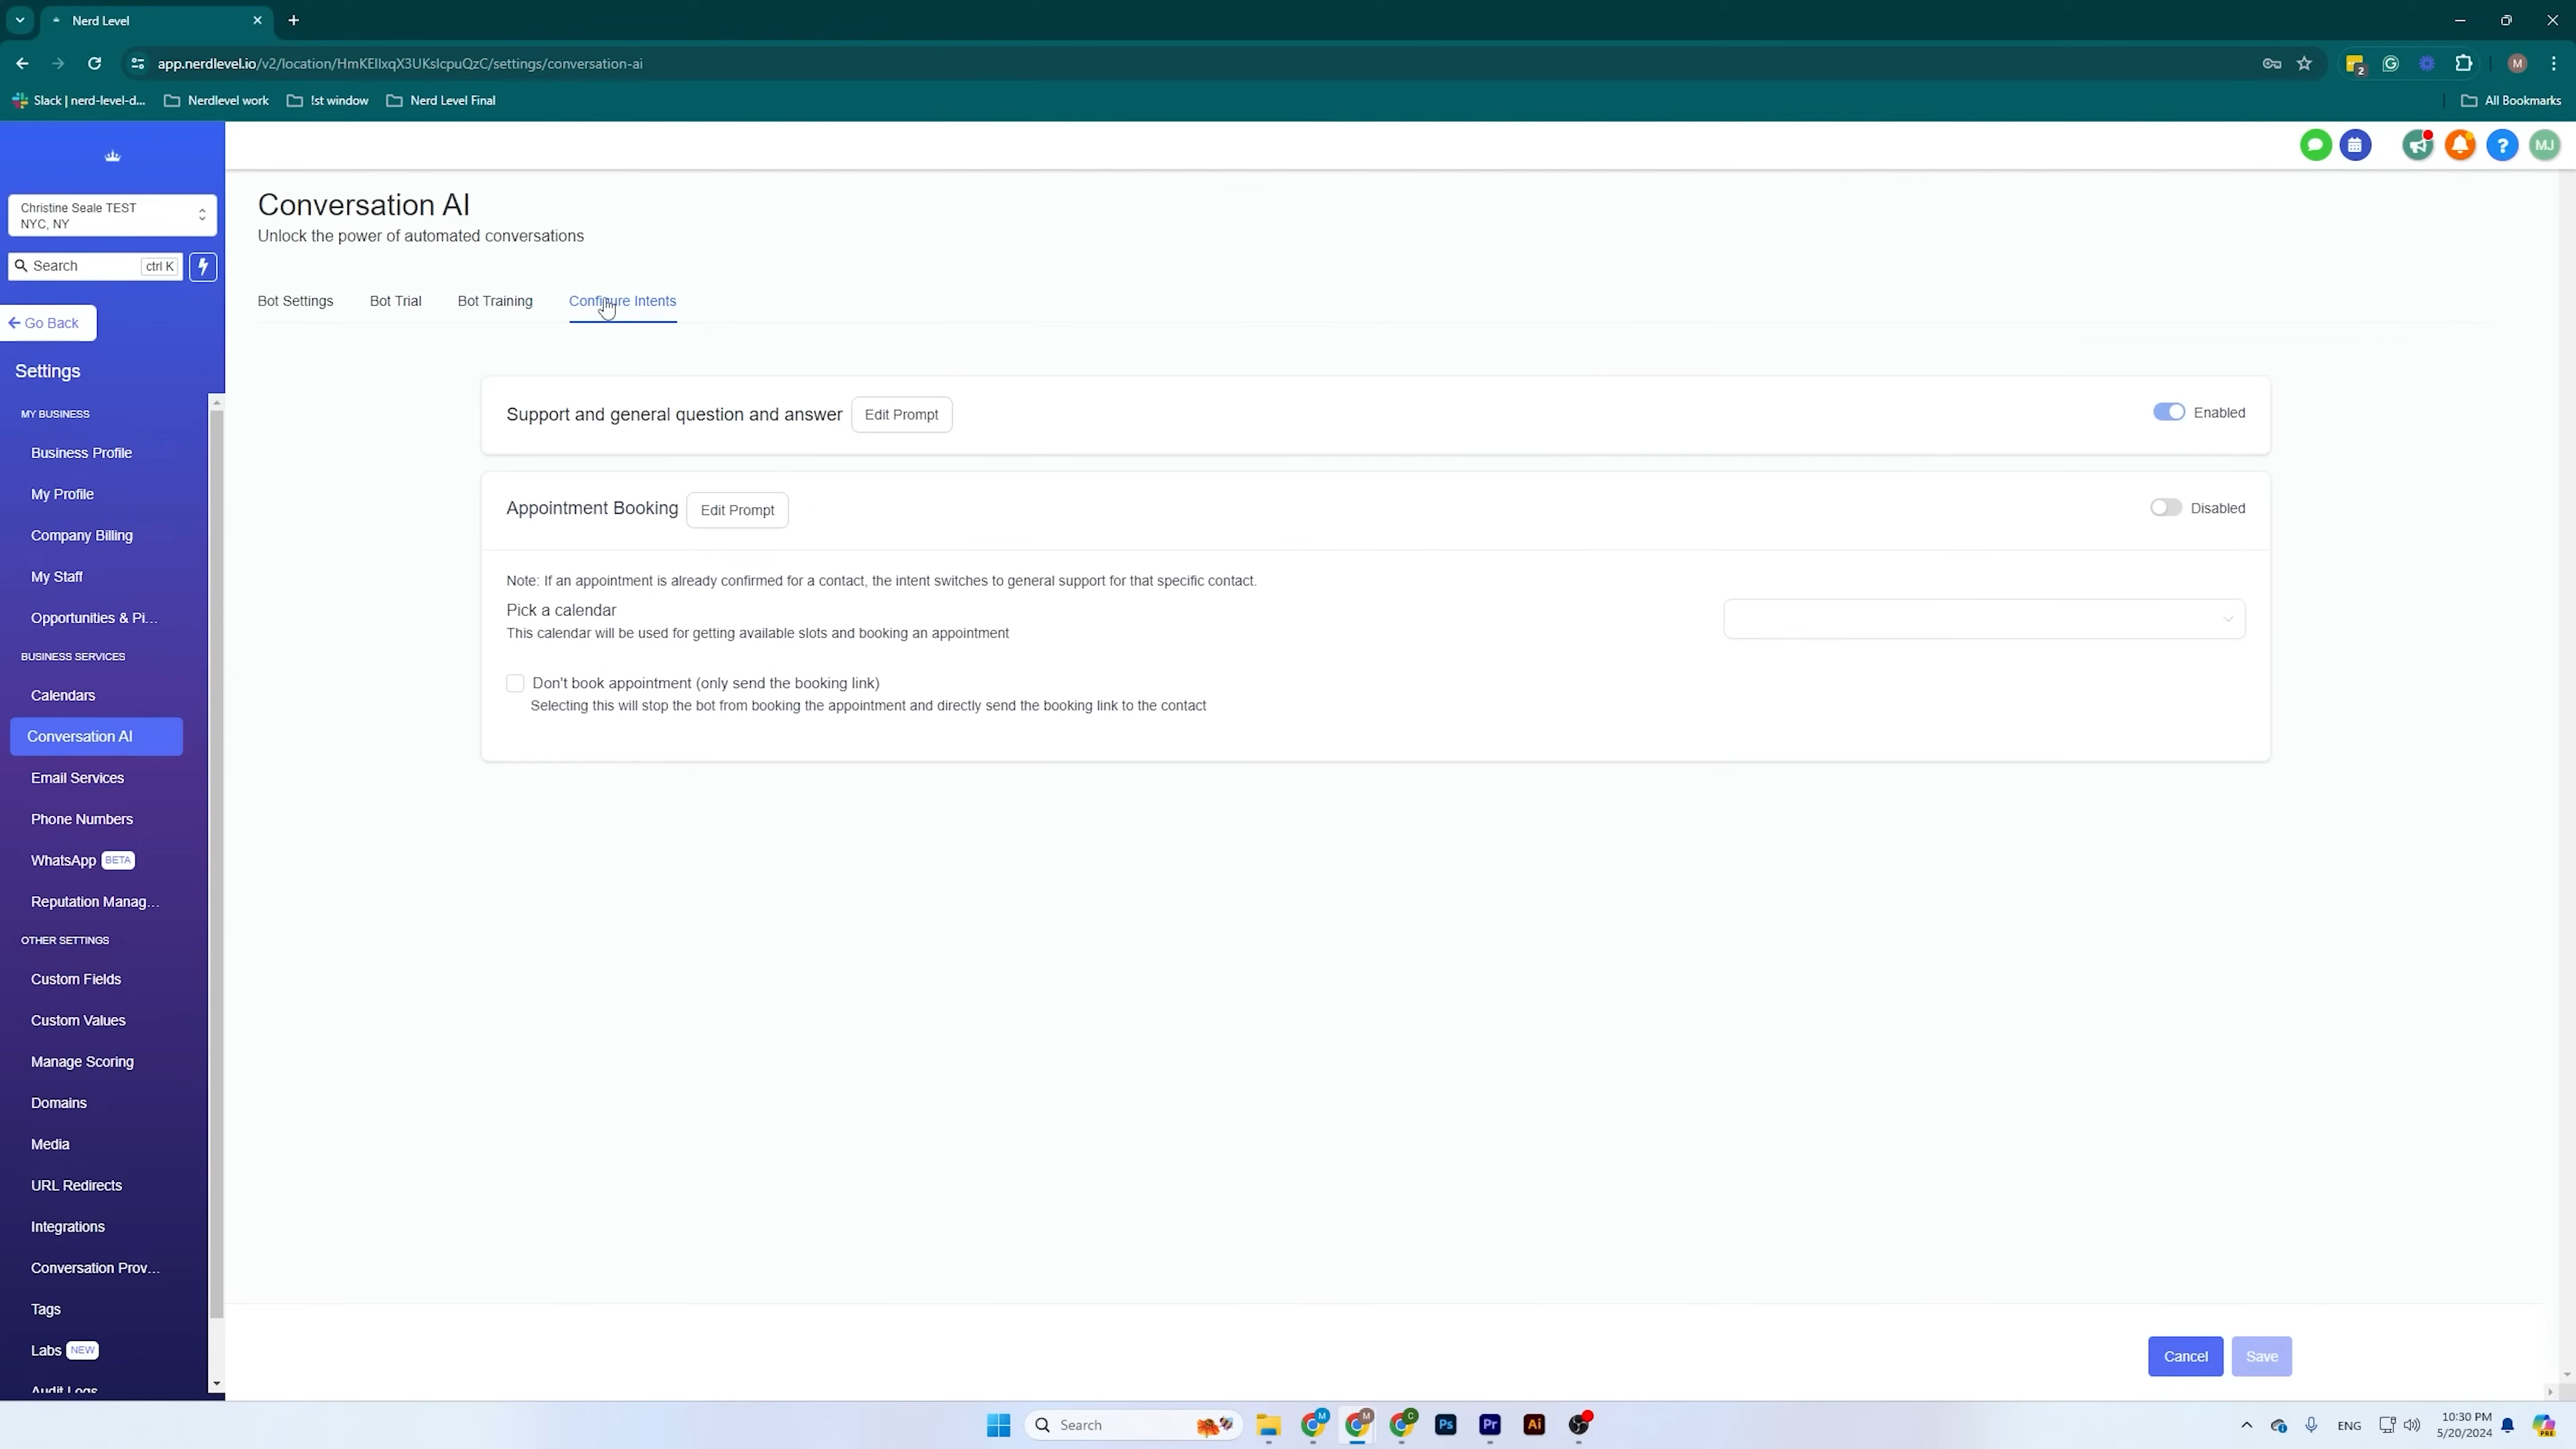 Nerd Level
app.nerdlevel.io/v2/location/HmKEIlxqX3UKsIcpuQzC/settings/conversation-ai
2
M
Slack | nerd-level-d...
Nerdlevel work
!st window
Nerd Level Final
All Bookmarks
MJ
Christine Seale TEST
NYC, NY
Search
ctrl K
Go Back
Settings
MY BUSINESS
Business Profile
My Profile
Company Billing
My Staff
Opportunities & Pi...
BUSINESS SERVICES
Calendars
Conversation AI
Email Services
Phone Numbers
WhatsApp BETA
Reputation Manag...
OTHER SETTINGS
Custom Fields
Custom Values
Manage Scoring
Domains
Media
URL Redirects
Integrations
Conversation Prov...
Tags
Labs NEW
Audit Logs
Conversation AI
Unlock the power of automated conversations
Bot Settings
Bot Trial
Bot Training
Configure Intents
Support and general question and answer
Edit Prompt
Enabled
Appointment Booking
Edit Prompt
Disabled
Note: If an appointment is already confirmed for a contact, the intent switches to general support for that specific contact.
Pick a calendar
This calendar will be used for getting available slots and booking an appointment
Don't book appointment (only send the booking link)
Selecting this will stop the bot from booking the appointment and directly send the booking link to the contact
Cancel
Save
Search
M
M
C
Ps
Pr
Ai
ENG
10:30 PM
5/20/2024
PRE